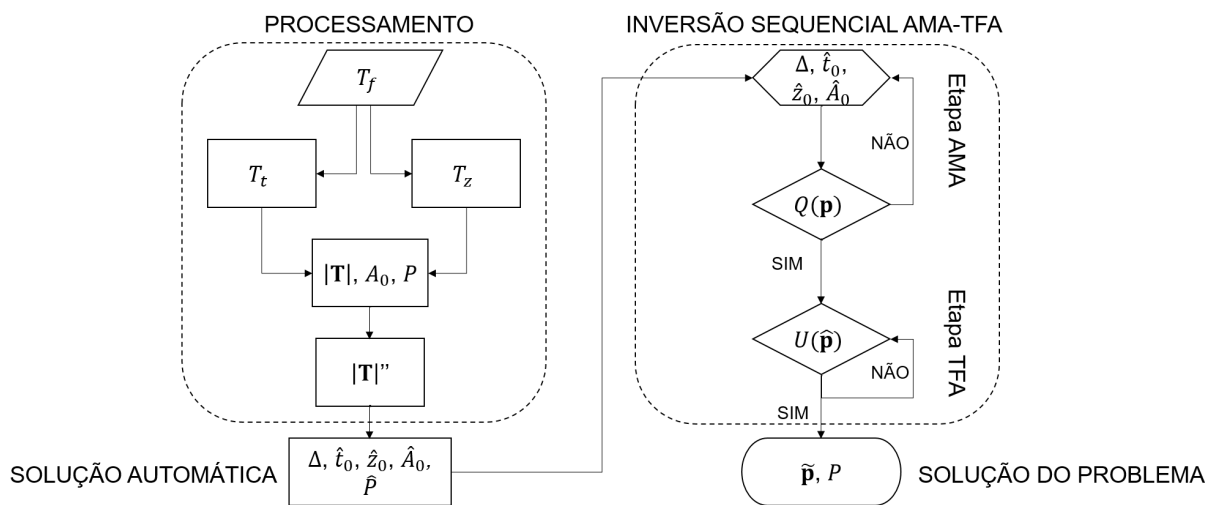 PROCESSAMENTO
T_f
T_t
T_z
|𝐓|, A_0, P
|𝐓|”
SOLUÇÃO AUTOMÁTICA
Δ, t̂_0, ẑ_0, Â_0,
P̂
INVERSÃO SEQUENCIAL AMA-TFA
Δ, t̂_0,
ẑ_0, Â_0
Etapa AMA
NÃO
Q(𝐩)
SIM
Etapa TFA
U(𝐩̂)
NÃO
SIM
𝐩̃, P
SOLUÇÃO DO PROBLEMA